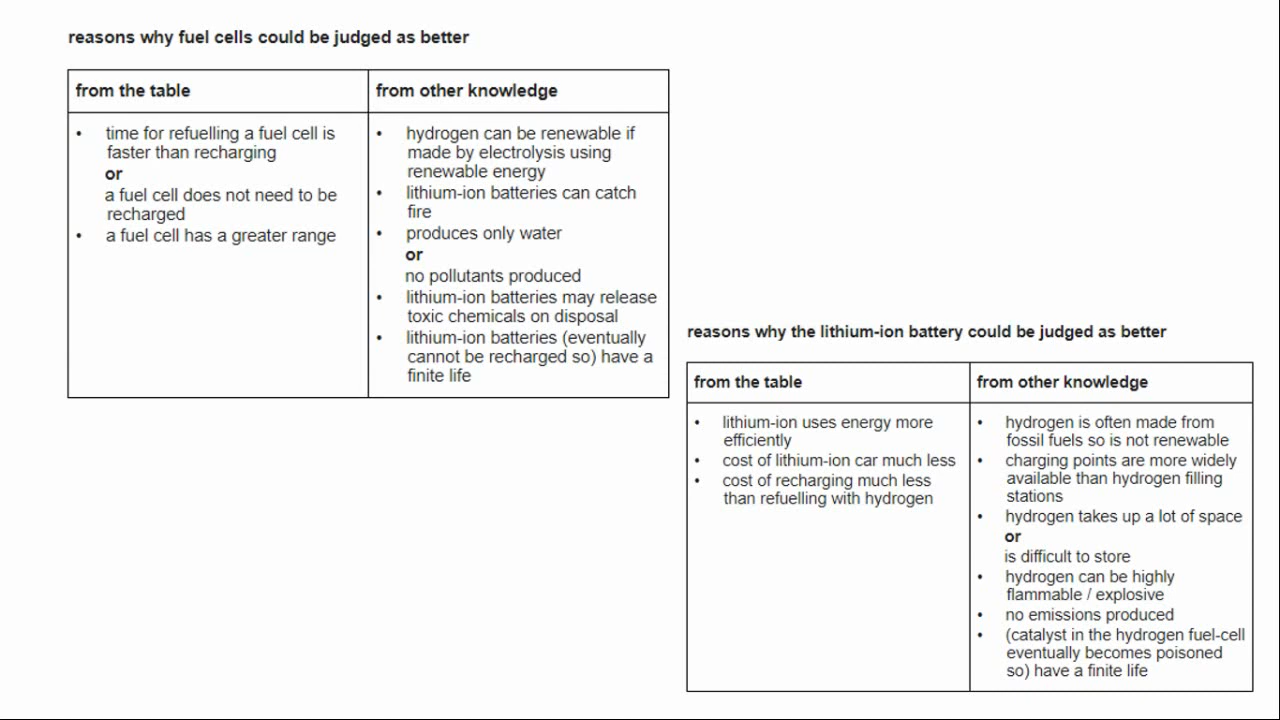 reasons why fuel cells could be judged as better
from the table
• time for refuelling a fuel cell is
faster than recharging
or
a fuel cell does not need to be
recharged
• a fuel cell has a greater range
from other knowledge
• hydrogen can be renewable if
made by electrolysis using
renewable energy
• lithium-ion batteries can catch
fire
• produces only water
or
no pollutants produced
• lithium-ion batteries may release
toxic chemicals on disposal
• lithium-ion batteries (eventually
cannot be recharged so) have a
finite life
reasons why the lithium-ion battery could be judged as better
from the table
• lithium-ion uses energy more
efficiently
• cost of lithium-ion car much less
• cost of recharging much less
than refuelling with hydrogen
from other knowledge
• hydrogen is often made from
fossil fuels so is not renewable
• charging points are more widely
available than hydrogen filling
stations
• hydrogen takes up a lot of space
or
is difficult to store
• hydrogen can be highly
flammable / explosive
• no emissions produced
• (catalyst in the hydrogen fuel-cell
eventually becomes poisoned
so) have a finite life